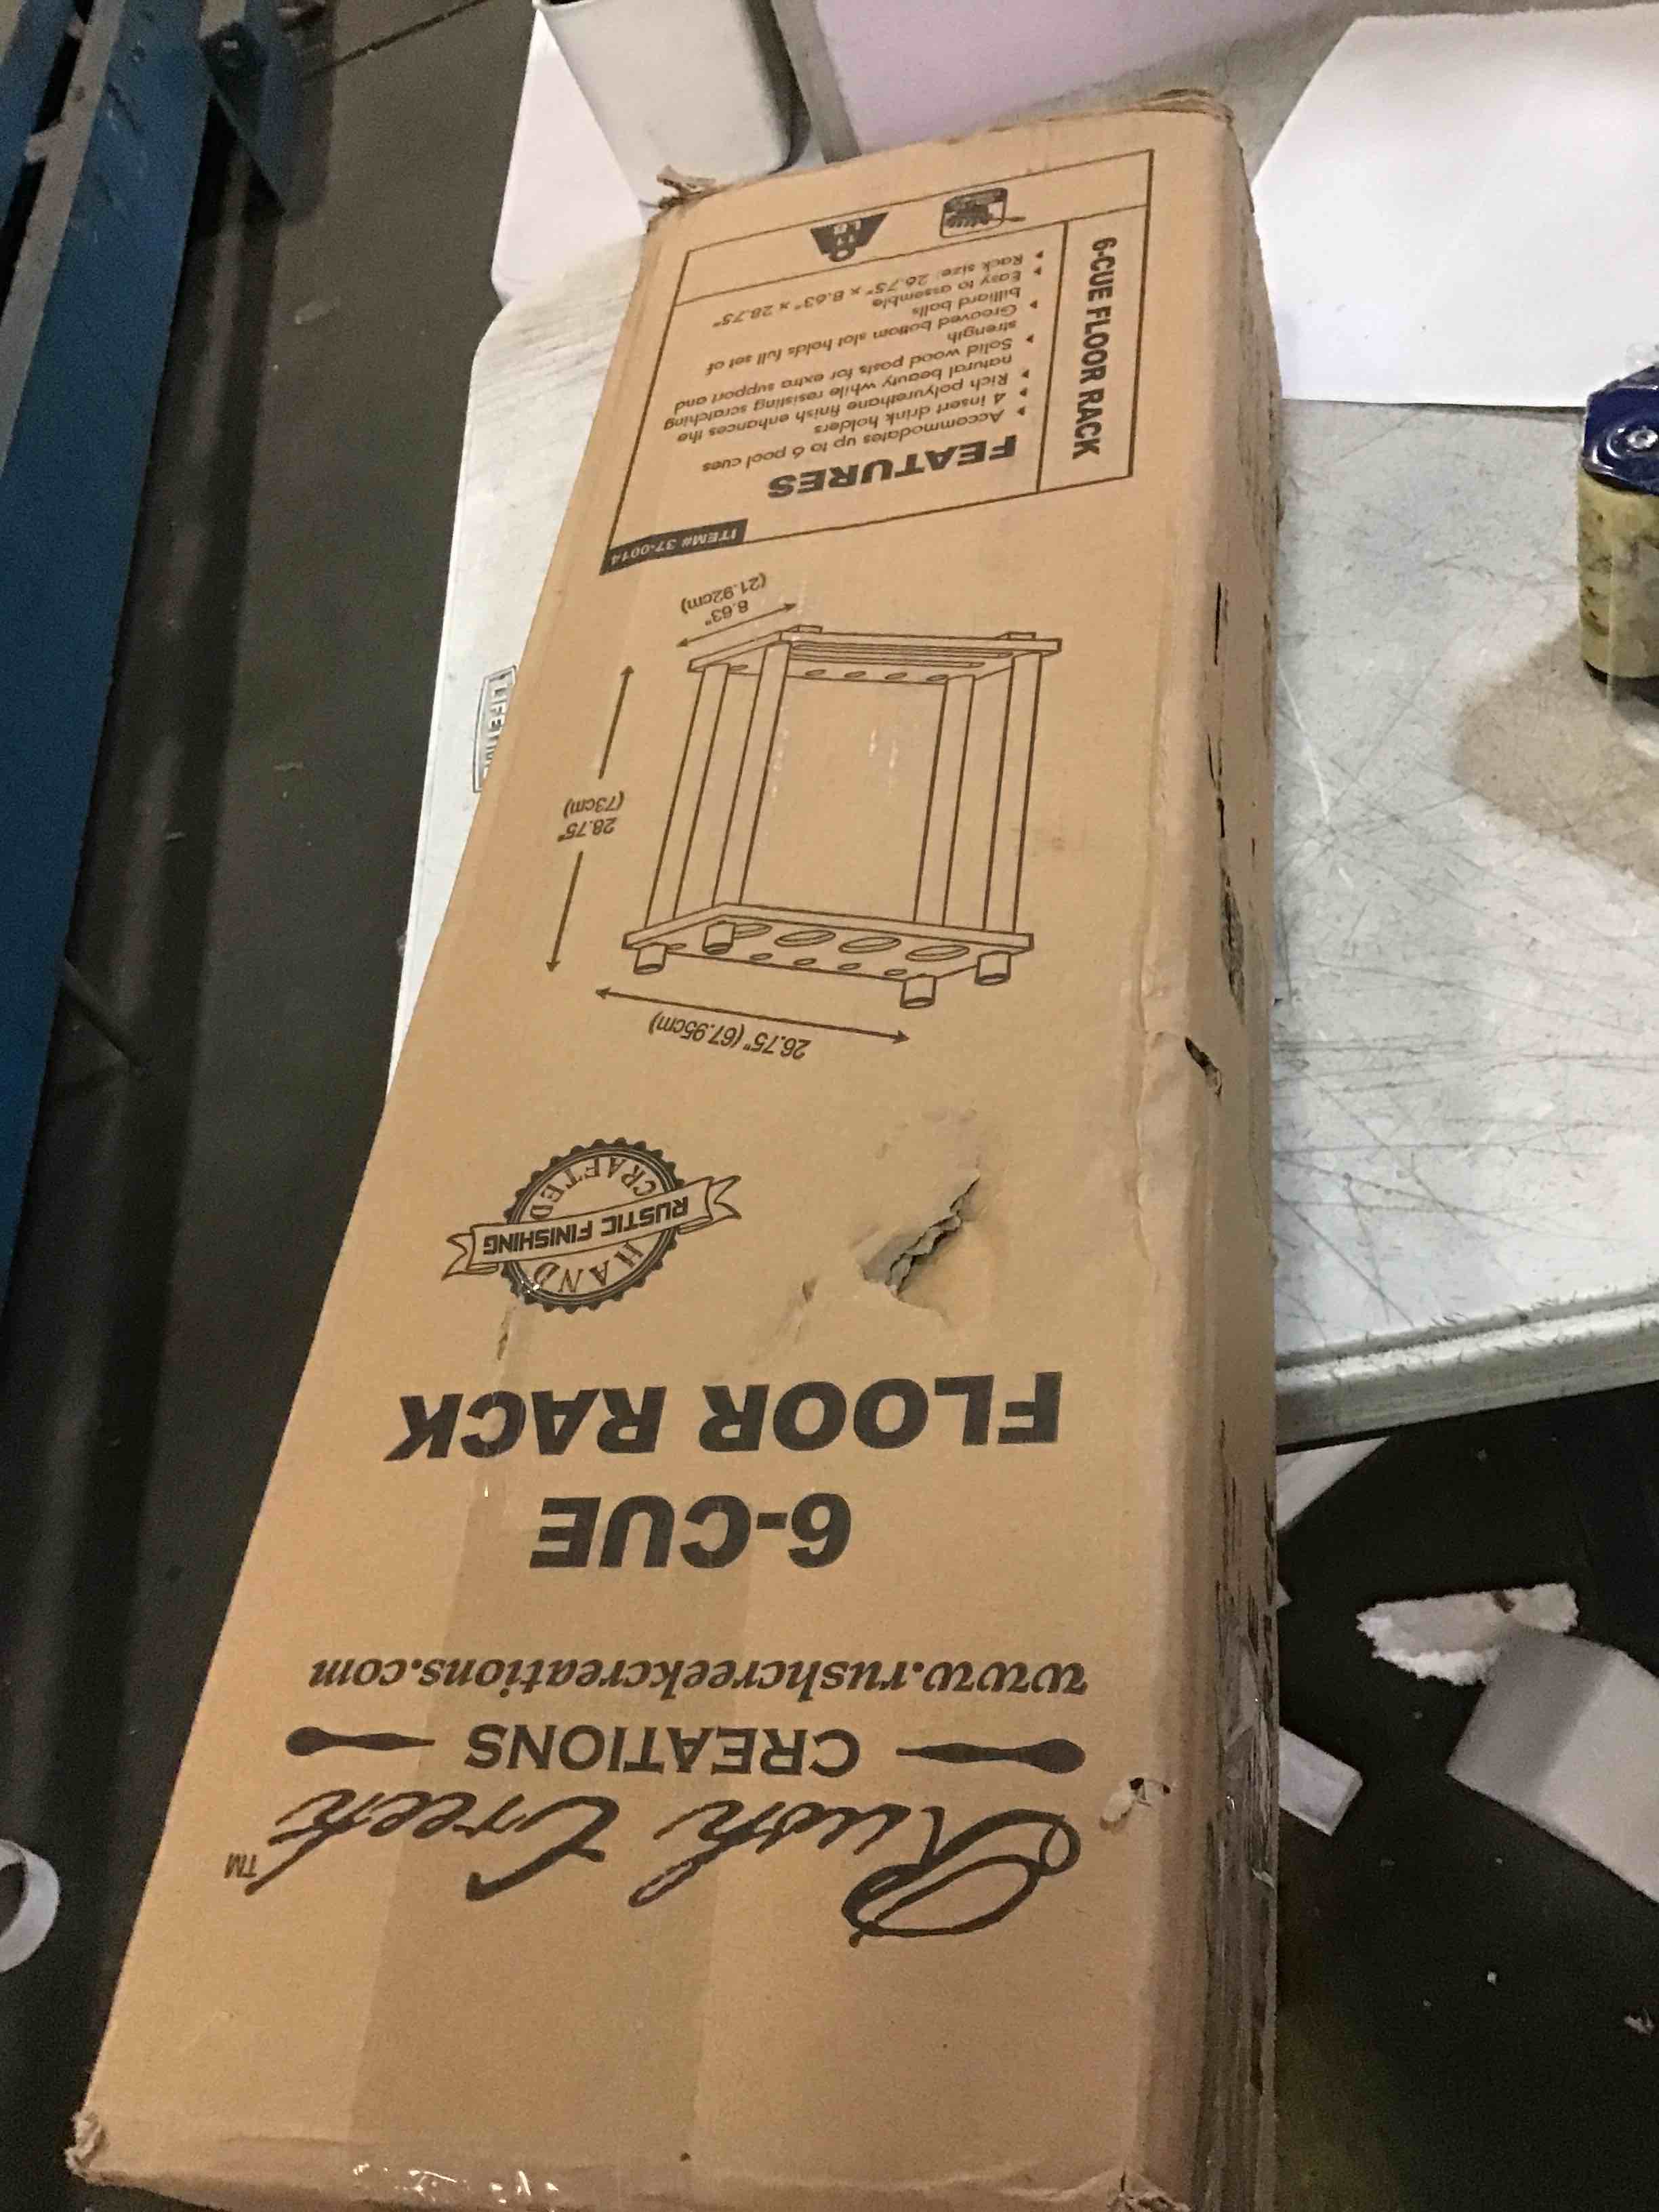 Rush Creek™
CREATIONS
www.rushcreekcreations.com
6-CUE
FLOOR RACK
HAND
RUSTIC FINISHING
CRAFTED
26.75" (67.95cm)
28.75"
(73cm)
8.63"
(21.92cm)
ITEM# 37-0014
6-CUE FLOOR RACK
FEATURES
Accommodates up to 6 pool cues
4 insert drink holders
Rich polyurethane finish enhances the
natural beauty while resisting scratching
Solid wood posts for extra support and
strength
Grooved bottom slot holds full set of
billiard balls
Easy to assemble
Rack size: 26.75" x 8.63" x 28.75"
LIFETIME